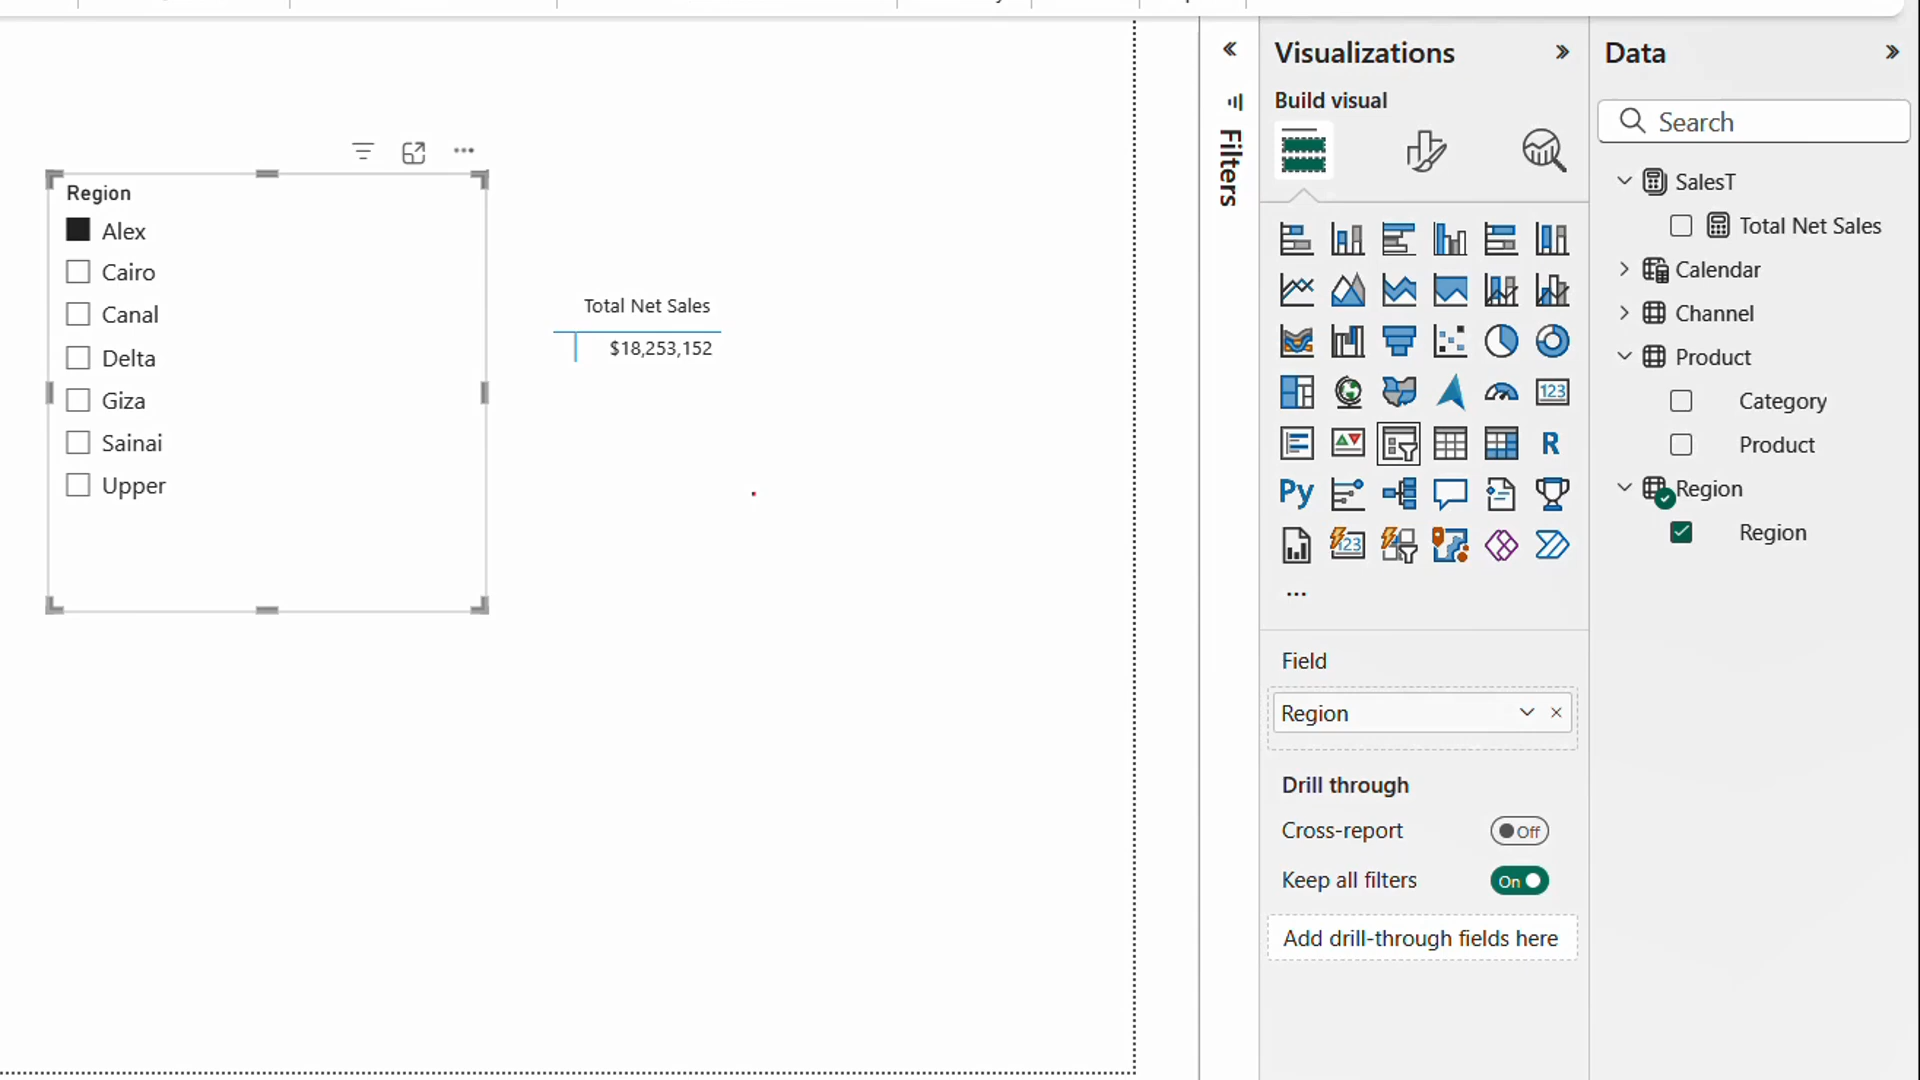 Region
Alex
Cairo
Canal
Delta
Giza
Sainai
Upper
Total Net Sales
$18,253,152
Filters
Visualizations
Build visual
123
R
Py
123
Field
Region
Drill through
Cross-report
Off
Keep all filters
On
Add drill-through fields here
Data
Search
SalesT
Total Net Sales
Calendar
Channel
Product
Category
Product
Region
Region